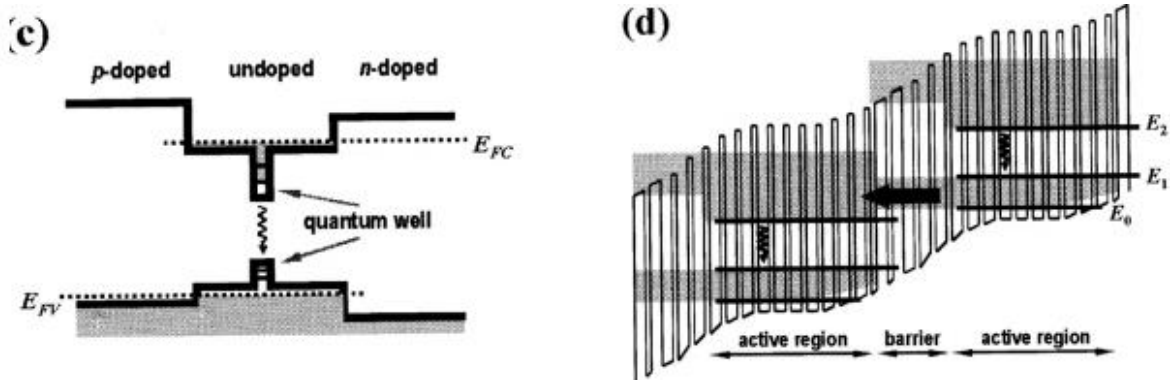 (c)
p-doped undoped n-doped
E_FC
quantum well
E_FV
(d)
E_2
E_1
E_0
active region barrier active region